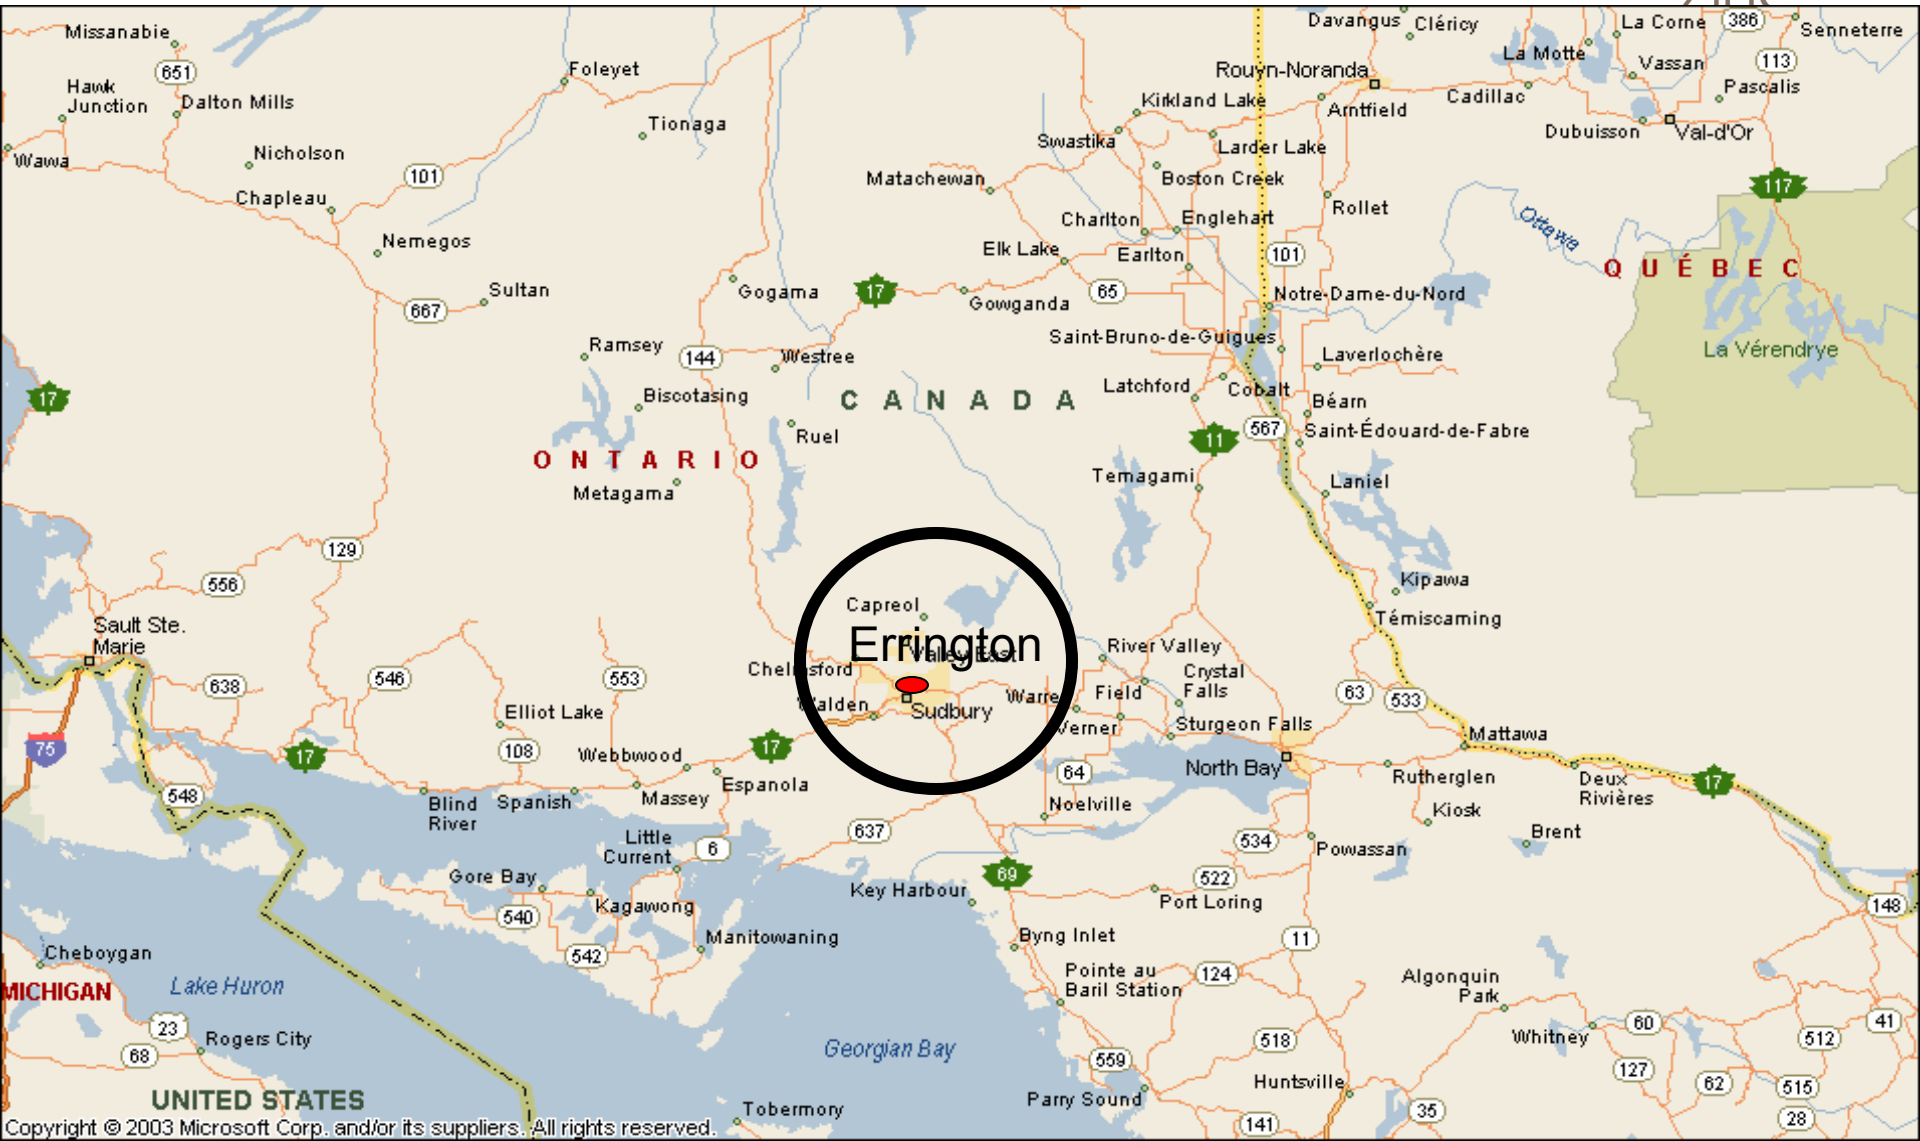 Missanabie
651
Hawk
Junction
Dalton Mills
Wawa
Nicholson
Chapleau
Nemegos
101
Foleyet
Tionaga
Sultan
667
Davangus
Cléricy
La Corne
386
Senneterre
La Motte
Vassan
113
Rouyn-Noranda
Pascalis
Kirkland Lake
Arntfield
Cadillac
Dubuisson
Val-d'Or
Swastika
Larder Lake
Matachewan
Boston Creek
117
Charlton
Englehart
Rollet
Ottawa
Elk Lake
Earlton
101
QUÉBEC
Gogama
17
Gowganda
65
Notre-Dame-du-Nord
Saint-Bruno-de-Guigues
Ramsey
144
Westree
Laverlochère
La Vérendrye
17
Biscotasing
CANADA
Latchford
Cobalt
Béarn
Ruel
11
567
Saint-Édouard-de-Fabre
ONTARIO
Metagama
Temagami
Laniel
129
556
Kipawa
Capreol
Témiscaming
Sault Ste.
Marie
Errington
Valley East
River Valley
Chelmsford
638
546
553
Crystal
Falls
Field
63
533
Walden
Sudbury
Warre
Elliot Lake
Verner
Sturgeon Falls
Mattawa
75
17
108
Webbwood
17
North Bay
64
Rutherglen
Deux
Rivières
17
548
Blind
River
Spanish
Massey
Espanola
Noelville
Kiosk
Brent
637
Little
Current
6
534
Powassan
69
Gore Bay
522
Key Harbour
Port Loring
148
540
Kagawong
Manitowaning
Byng Inlet
11
542
Cheboygan
Pointe au
Baril Station
124
Algonquin
Park
Lake Huron
MICHIGAN
23
Rogers City
68
Georgian Bay
518
Whitney
60
512
41
559
127
62
515
Huntsville
UNITED STATES
Parry Sound
Tobermory
35
28
141
Copyright © 2003 Microsoft Corp. and/or its suppliers. All rights reserved.